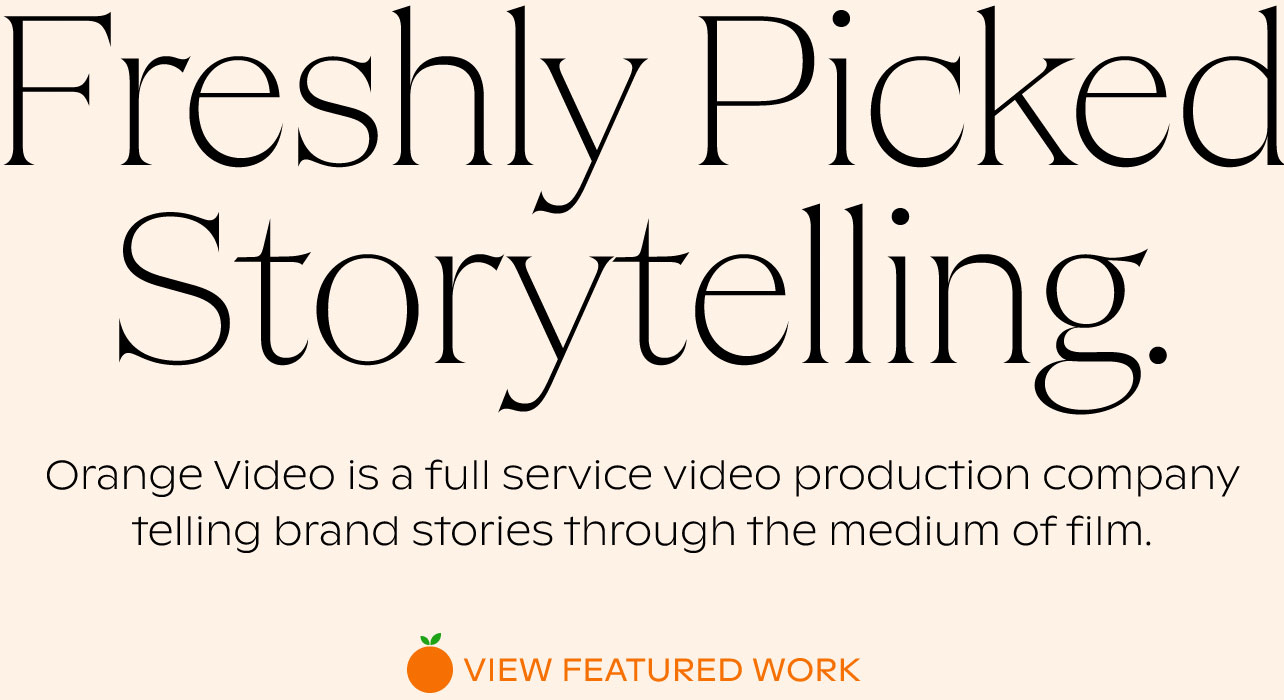 Freshly Picked
Storytelling.
Orange Video is a full service video production company
telling brand stories through the medium of film.
VIEW FEATURED WORK